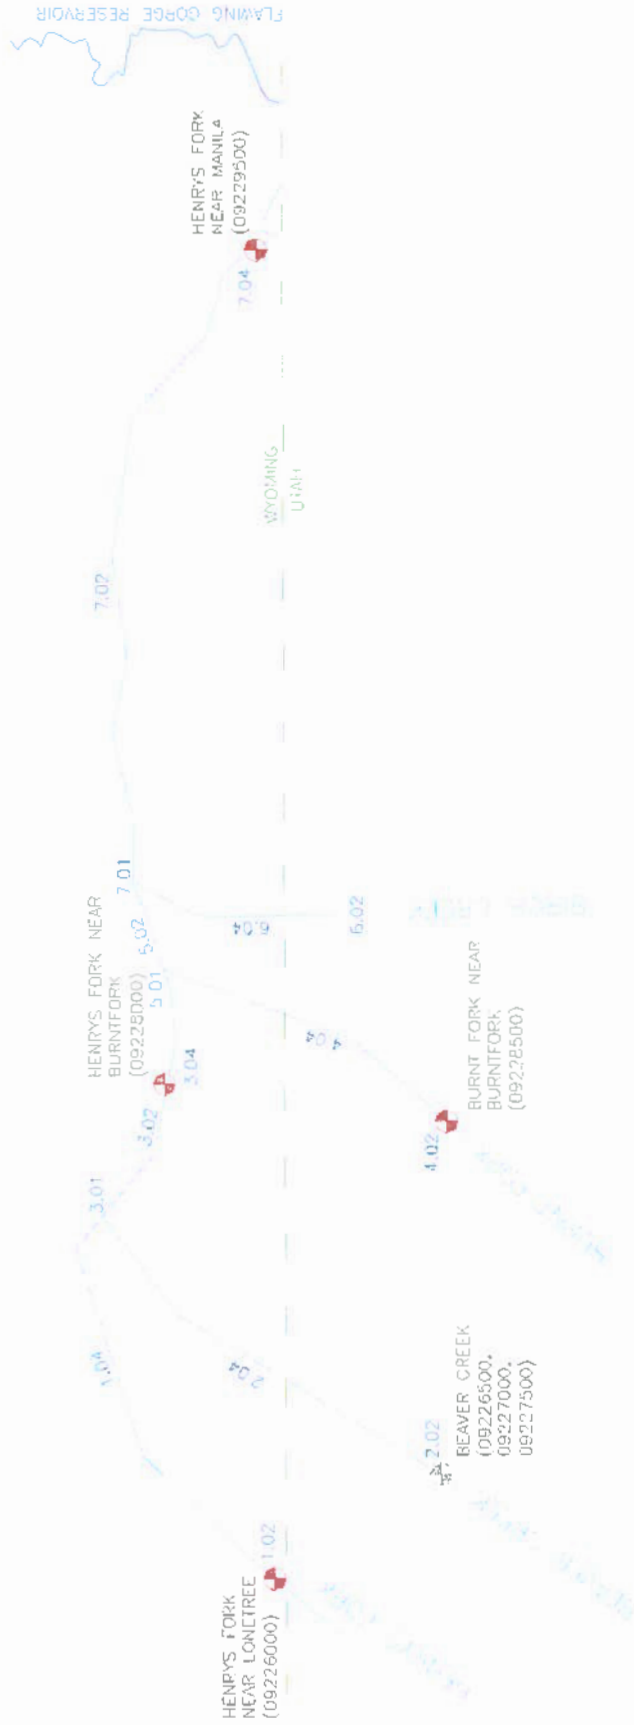 FLAMING GORGE RESERVOIR
HENRYS FORK
NEAR MANILA
(09229500)
7.04
WYOMING
UTAH
7.02
HENRYS FORK NEAR
BURNTFORK
(09228000)
7.01
5.02
5.01
6.02
3.04
3.02
3.01
4.04
BURNT FORK NEAR
BURNTFORK
(09228500)
4.02
1.04
2.04
2.02
BEAVER CREEK
(09226500,
09227000,
09227500)
1.02
HENRYS FORK
NEAR LONETREE
(09226000)